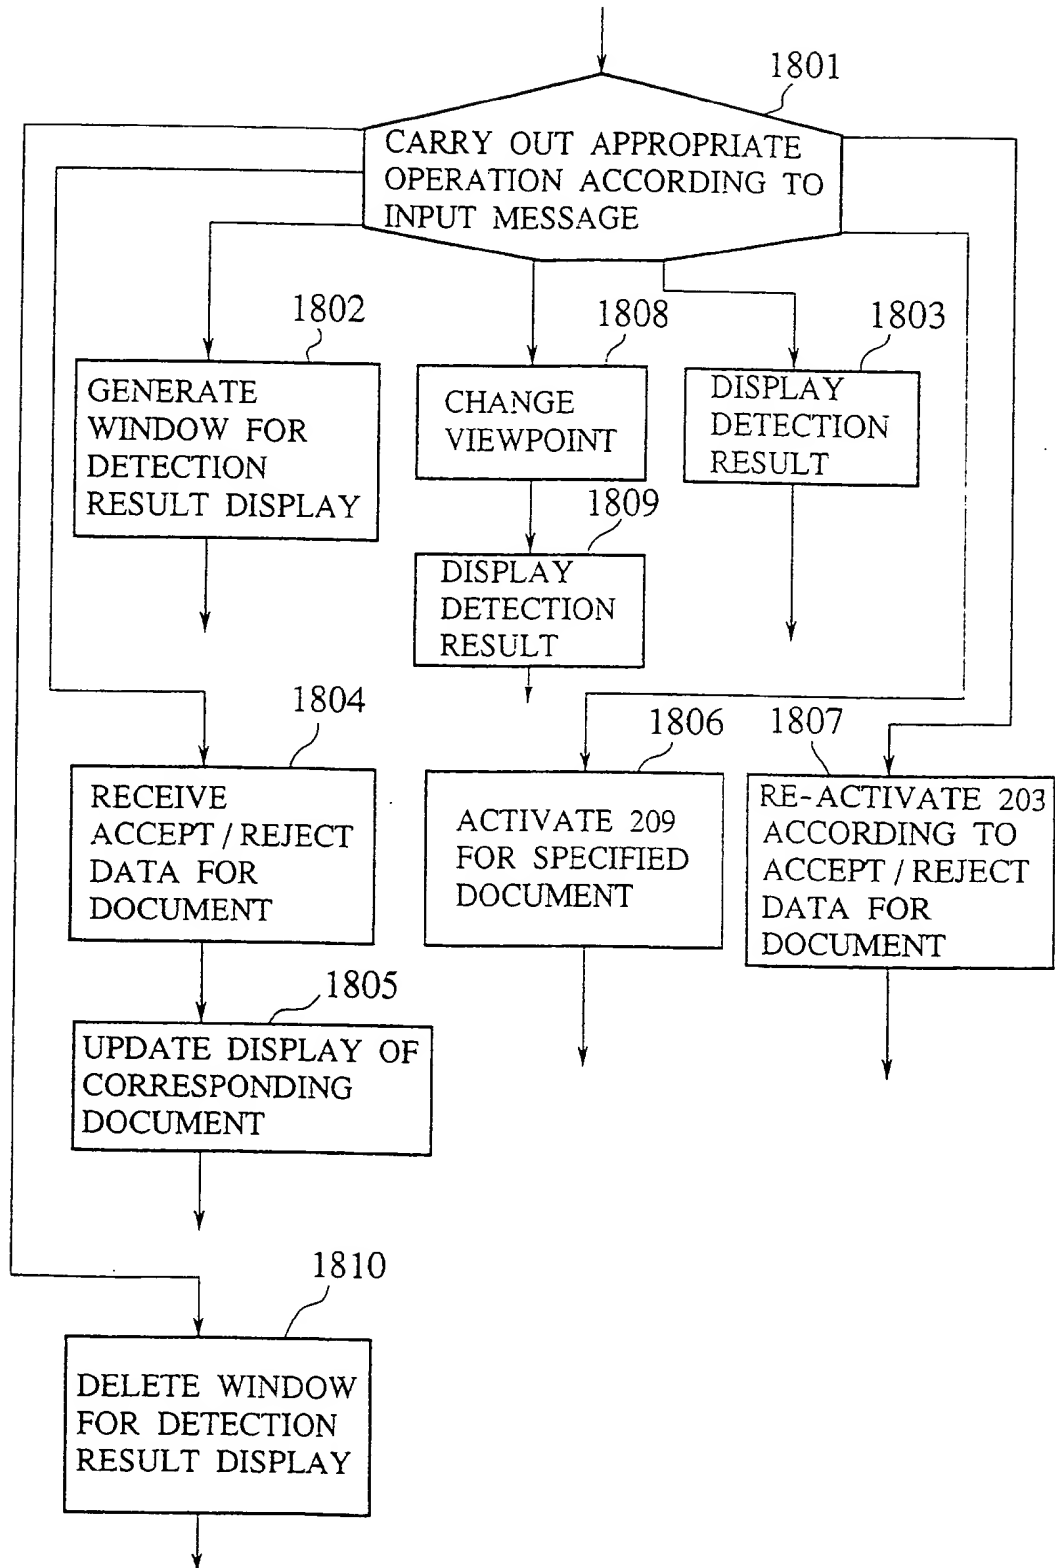 1801
CARRY OUT APPROPRIATE
OPERATION ACCORDING TO
INPUT MESSAGE
1802
GENERATE
WINDOW FOR
DETECTION
RESULT DISPLAY
1808
CHANGE
VIEWPOINT
1803
DISPLAY
DETECTION
RESULT
1809
DISPLAY
DETECTION
RESULT
1804
RECEIVE
ACCEPT / REJECT
DATA FOR
DOCUMENT
1806
ACTIVATE 209
FOR SPECIFIED
DOCUMENT
1807
RE-ACTIVATE 203
ACCORDING TO
ACCEPT / REJECT
DATA FOR
DOCUMENT
1805
UPDATE DISPLAY OF
CORRESPONDING
DOCUMENT
1810
DELETE WINDOW
FOR DETECTION
RESULT DISPLAY